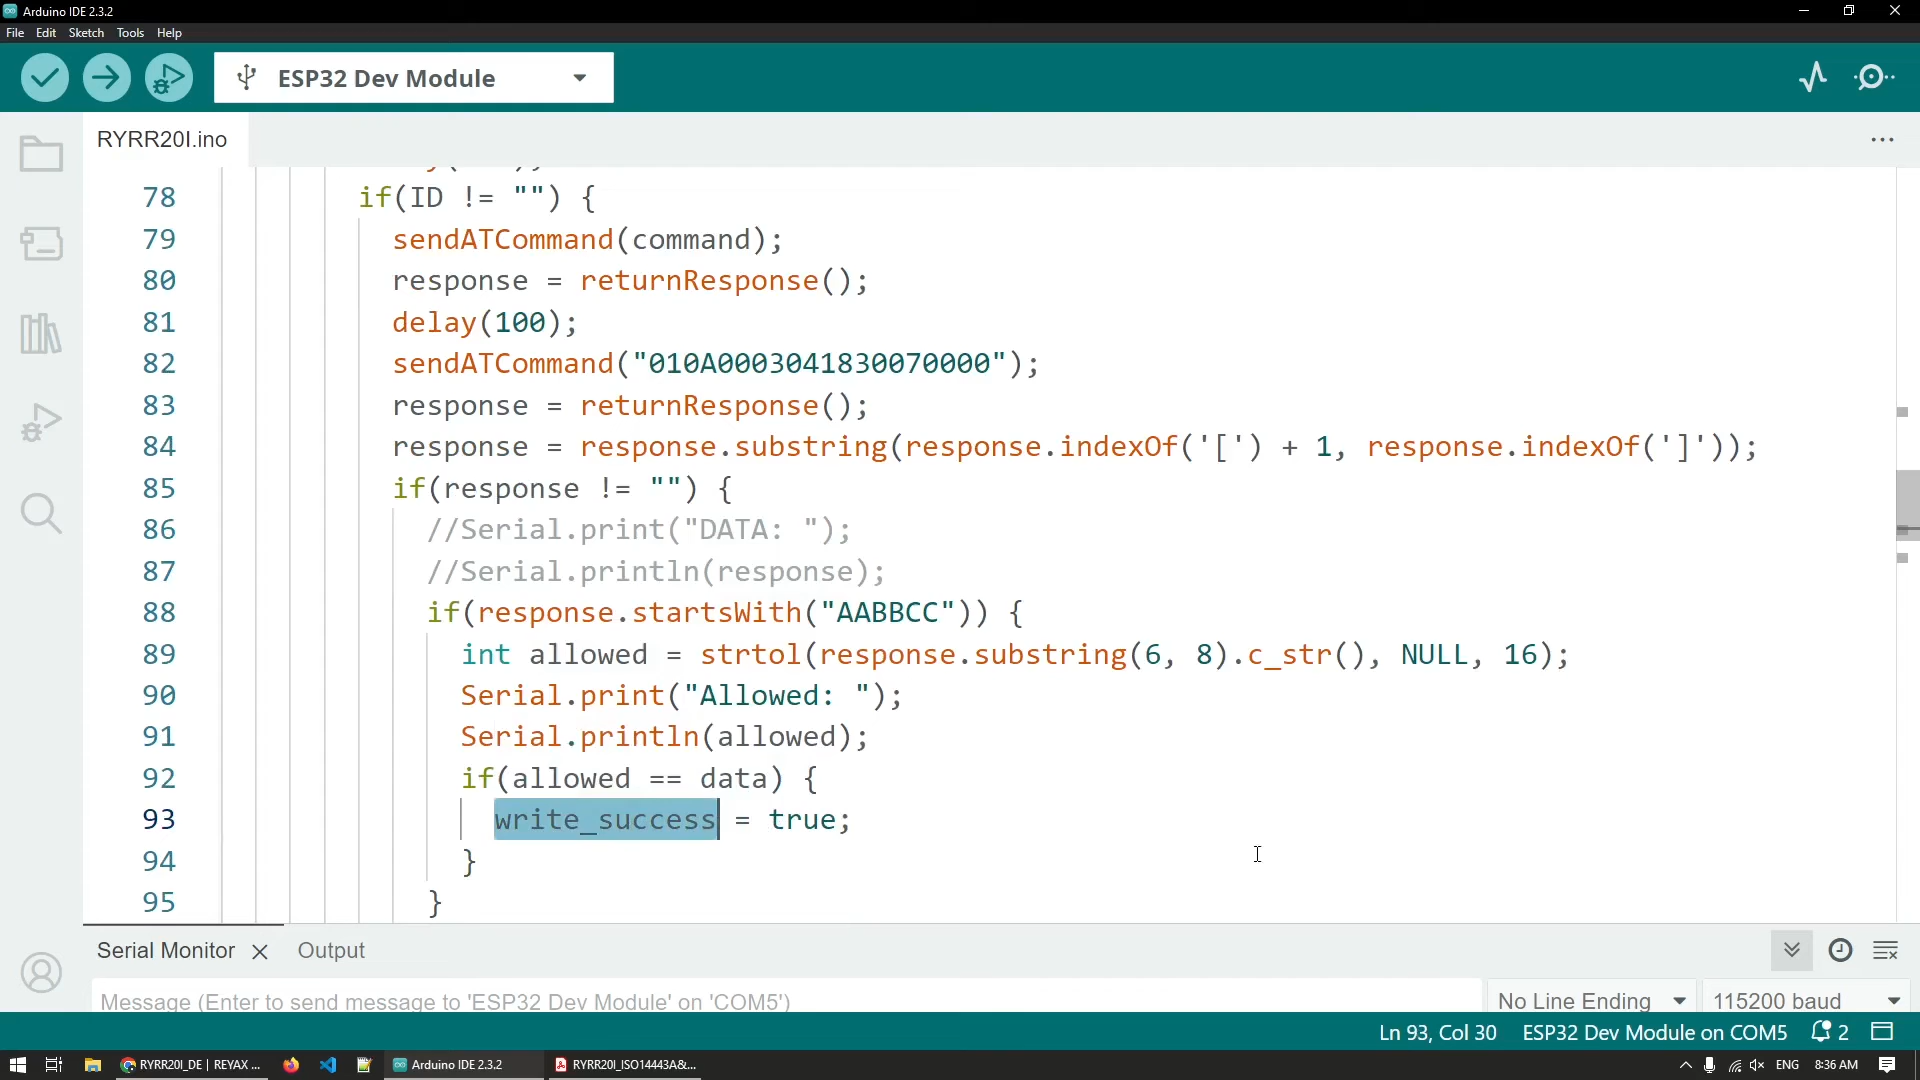 Arduino IDE 2.3.2
File Edit Sketch Tools Help
ESP32 Dev Module
RYRR20I.ino
78 if(ID != "") {
79 sendATCommand(command);
80 response = returnResponse();
81 delay(100);
82 sendATCommand("010A0003041830070000");
83 response = returnResponse();
84 response = response.substring(response.indexOf('[') + 1, response.indexOf(']'));
85 if(response != "") {
86 //Serial.print("DATA: ");
87 //Serial.println(response);
88 if(response.startsWith("AABBCC")) {
89 int allowed = strtol(response.substring(6, 8).c_str(), NULL, 16);
90 Serial.print("Allowed: ");
91 Serial.println(allowed);
92 if(allowed == data) {
93 write_success = true;
94 }
95 }
Serial Monitor Output
Message (Enter to send message to 'ESP32 Dev Module' on 'COM5')
No Line Ending 115200 baud
Ln 93, Col 30 ESP32 Dev Module on COM5 2
RYRR20I_DE | REYAX ... Arduino IDE 2.3.2 RYRR20I_ISO14443A&... ENG 8:36 AM